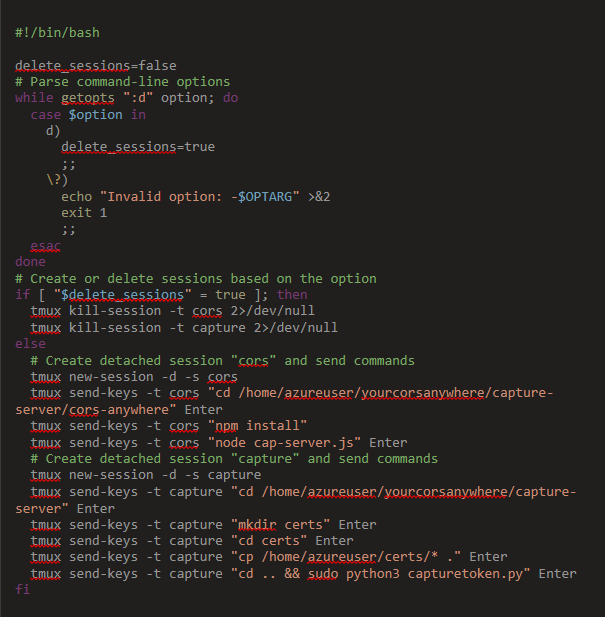 #!/bin/bash
delete_sessions=false
# Parse command-line options
while getopts ":d" option; do
  case $option in
    d)
      delete_sessions=true
      ;;
    \?)
      echo "Invalid option: -$OPTARG" >&2
      exit 1
      ;;
  esac
done
# Create or delete sessions based on the option
if [ "$delete_sessions" = true ]; then
  tmux kill-session -t cors 2>/dev/null
  tmux kill-session -t capture 2>/dev/null
else
  # Create detached session "cors" and send commands
  tmux new-session -d -s cors
  tmux send-keys -t cors "cd /home/azureuser/yourcorsanywhere/capture-
server/cors-anywhere" Enter
  tmux send-keys -t cors "npm install"
  tmux send-keys -t cors "node cap-server.js" Enter
  # Create detached session "capture" and send commands
  tmux new-session -d -s capture
  tmux send-keys -t capture "cd /home/azureuser/yourcorsanywhere/capture-
server" Enter
  tmux send-keys -t capture "mkdir certs" Enter
  tmux send-keys -t capture "cd certs" Enter
  tmux send-keys -t capture "cp /home/azureuser/certs/* ." Enter
  tmux send-keys -t capture "cd .. && sudo python3 capturetoken.py" Enter
fi